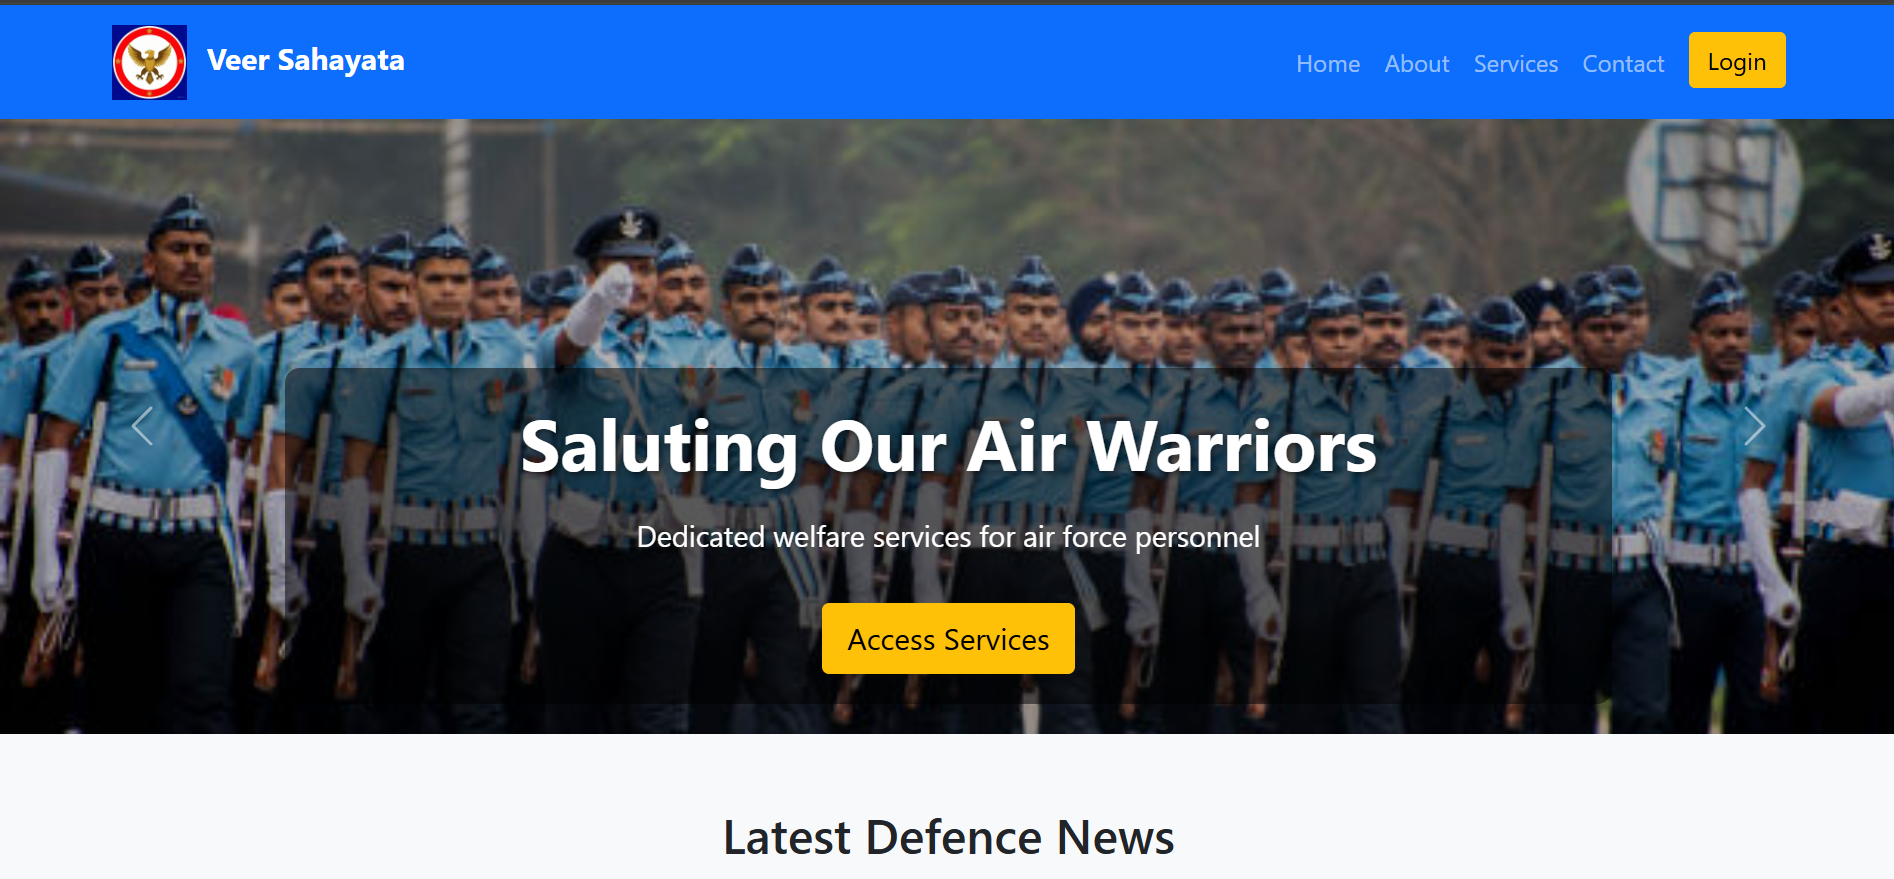 Veer Sahayata
Home About Services Contact Login
Saluting Our Air Warriors
Dedicated welfare services for air force personnel
Access Services
Latest Defence News